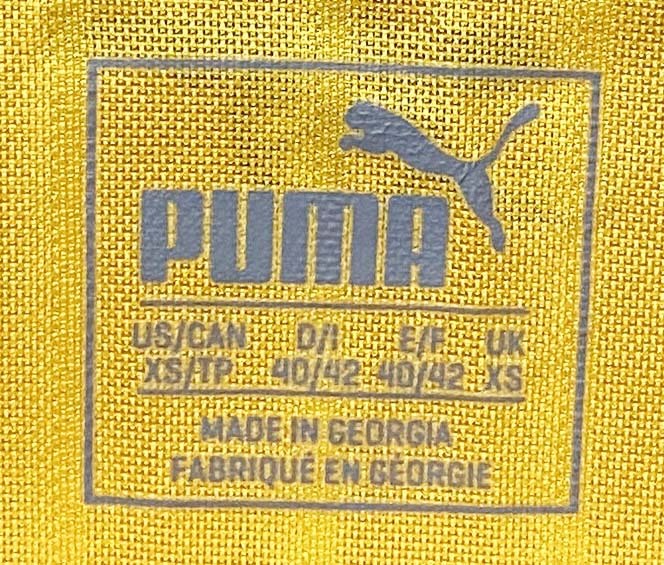 PUMA
US/CAN D/I E/F UK
XS/TP 40/42 40/42 XS
MADE IN GEORGIA
FABRIQUÉ EN GÉORGIE